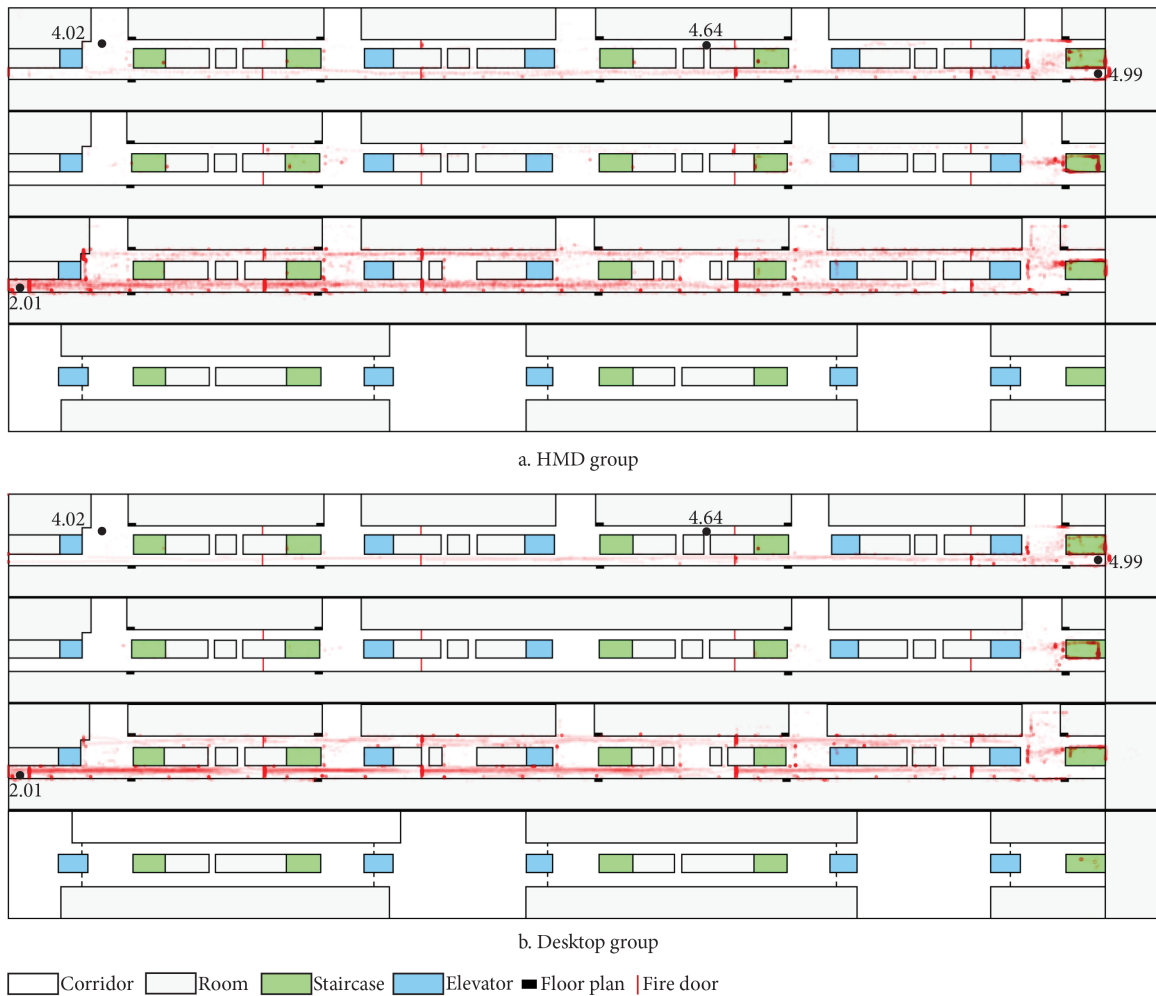 4.02
4.64
4.99
2.01
a. HMD group
4.02
4.64
4.99
2.01
b. Desktop group
Corridor Room Staircase Elevator Floor plan Fire door